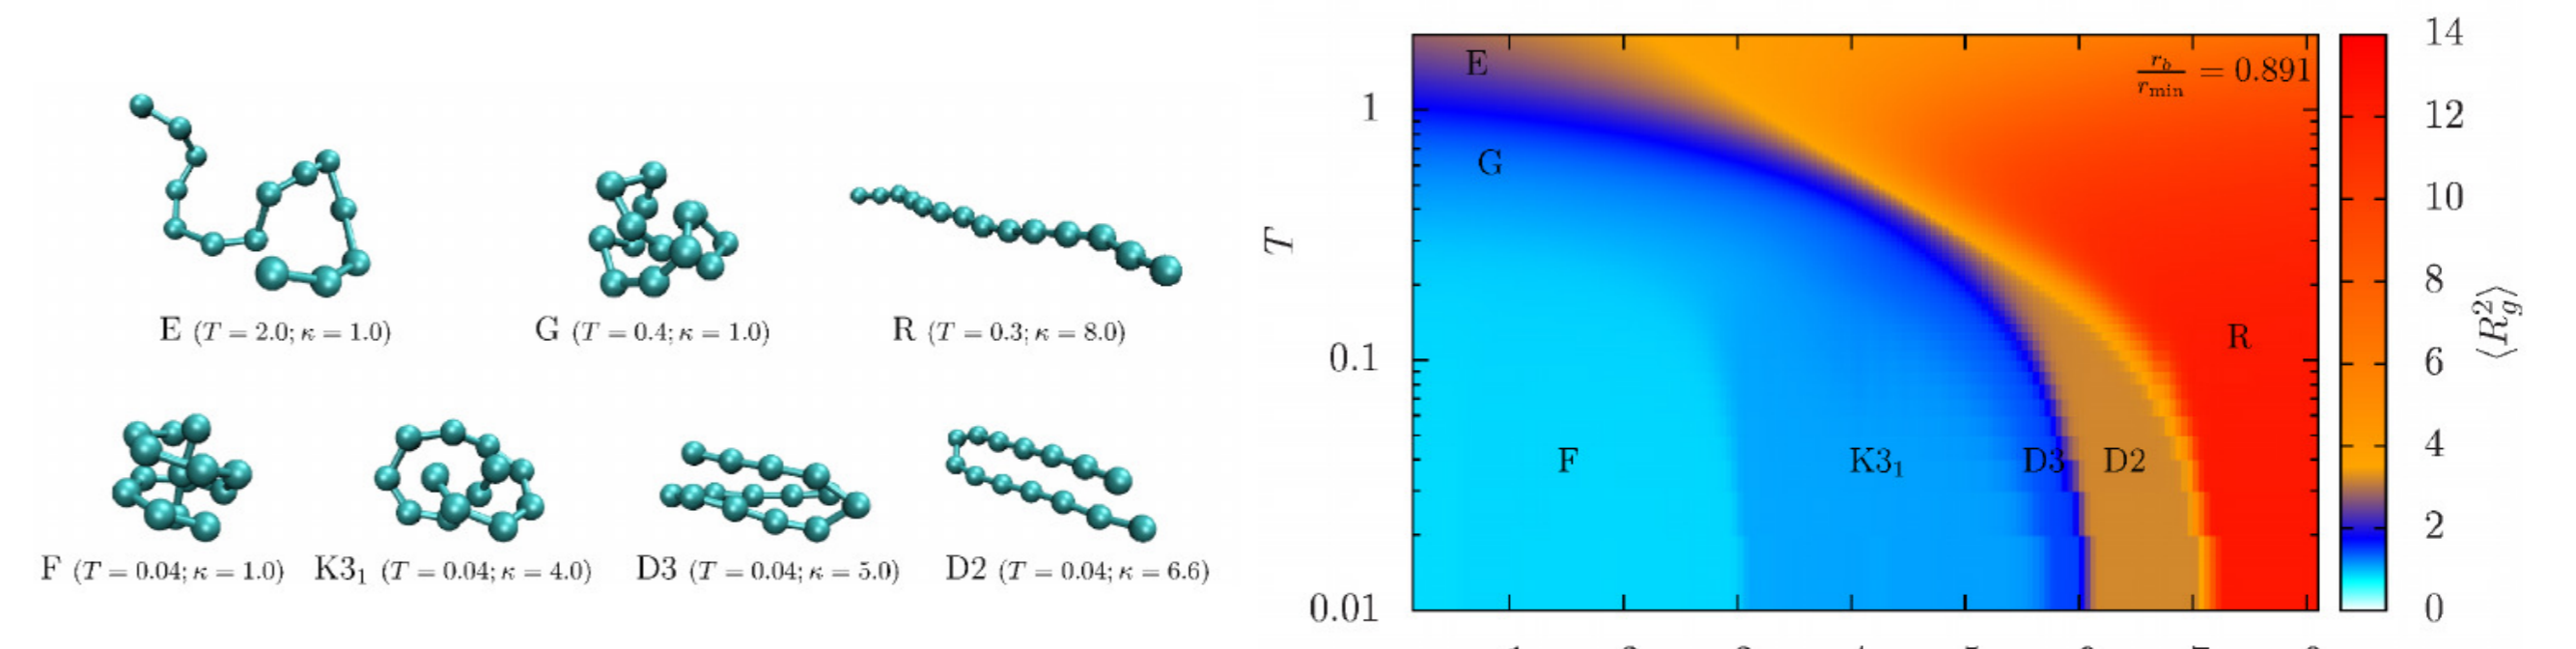 E (T = 2.0; κ = 1.0)
G (T = 0.4; κ = 1.0)
R (T = 0.3; κ = 8.0)
F (T = 0.04; κ = 1.0)
K3₁ (T = 0.04; κ = 4.0)
D3 (T = 0.04; κ = 5.0)
D2 (T = 0.04; κ = 6.6)
T
1
0.1
0.01
E
G
F
K3₁
D3
D2
R
r_b/r_min = 0.891
14
12
10
8
6
4
2
0
⟨R_g²⟩